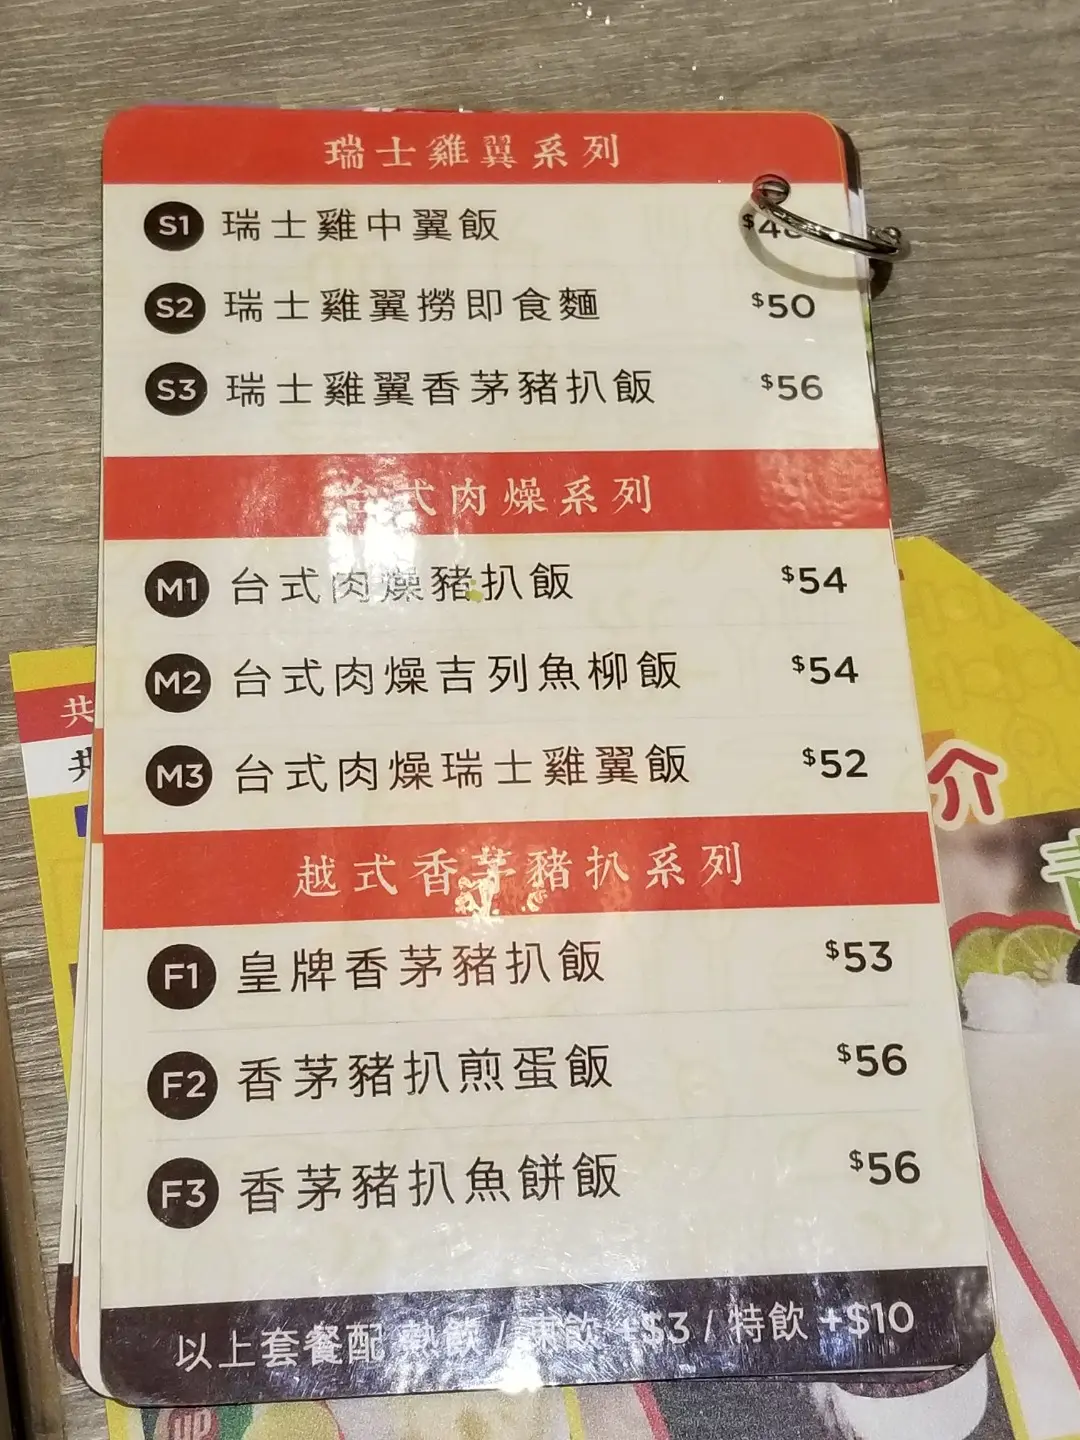 瑞士雞翼系列
S1 瑞士雞中翼飯
S2 瑞士雞翼撈即食麵 $50
S3 瑞士雞翼香茅豬扒飯 $56
台式肉燥系列
M1 台式肉燥豬扒飯 $54
M2 台式肉燥吉列魚柳飯 $54
M3 台式肉燥瑞士雞翼飯 $52
越式香茅豬扒系列
F1 皇牌香茅豬扒飯 $53
F2 香茅豬扒煎蛋飯 $56
F3 香茅豬扒魚餅飯 $56
以上套餐配 熱飲 / 凍飲 +$3 / 特飲 +$10
共
介